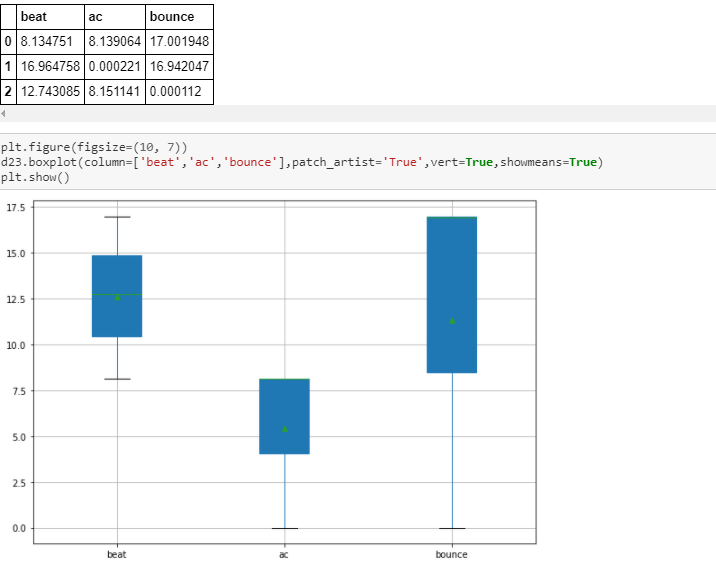 beat ac bounce
0 8.134751 8.139064 17.001948
1 16.964758 0.000221 16.942047
2 12.743085 8.151141 0.000112
plt.figure(figsize=(10, 7))
d23.boxplot(column=['beat','ac','bounce'],patch_artist='True',vert=True,showmeans=True)
plt.show()
17.5
15.0
12.5
10.0
7.5
5.0
2.5
0.0
beat ac bounce